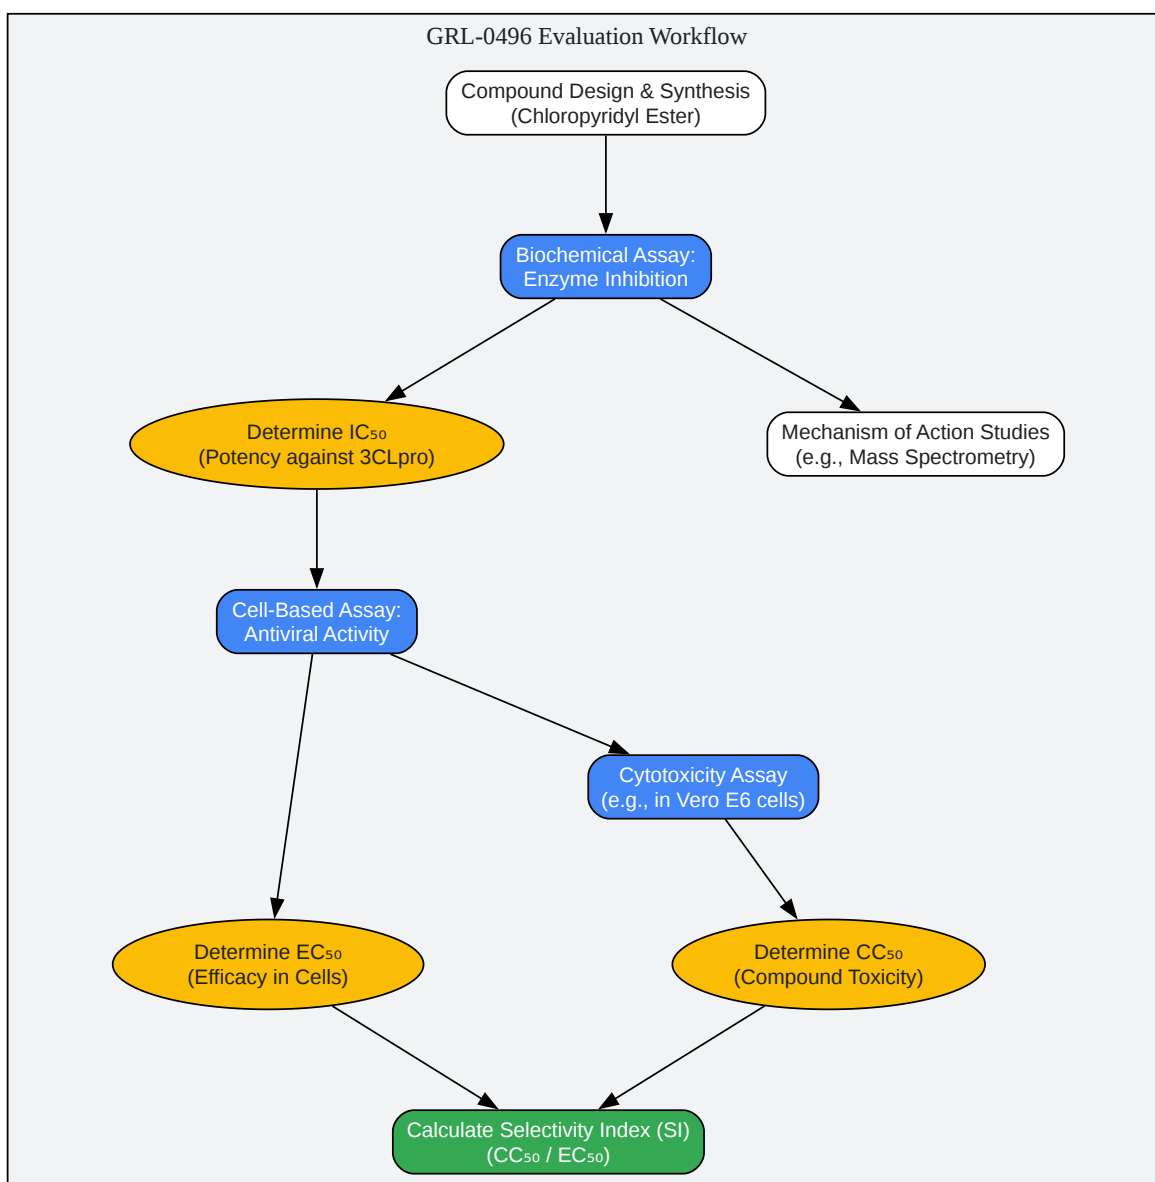 GRL-0496 Evaluation Workflow
Compound Design & Synthesis
(Chloropyridyl Ester)
Biochemical Assay:
Enzyme Inhibition
Determine IC₅₀
(Potency against 3CLpro)
Mechanism of Action Studies
(e.g., Mass Spectrometry)
Cell-Based Assay:
Antiviral Activity
Cytotoxicity Assay
(e.g., in Vero E6 cells)
Determine EC₅₀
(Efficacy in Cells)
Determine CC₅₀
(Compound Toxicity)
Calculate Selectivity Index (SI)
(CC₅₀ / EC₅₀)